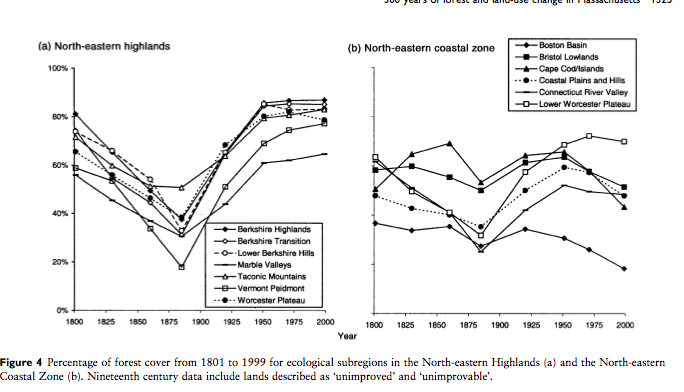 500 years of forest and land-use change in Massachusetts 1323
(a) North-eastern highlands
100%
80%
60%
40%
20%
0%
Berkshire Highlands
Berkshire Transition
Lower Berkshire Hills
Marble Valleys
Taconic Mountains
Vermont Peidmont
Worcester Plateau
1800 1825 1850 1875 1900 1925 1950 1975 2000
(b) North-eastern coastal zone
Boston Basin
Bristol Lowlands
Cape Cod/Islands
Coastal Plains and Hills
Connecticut River Valley
Lower Worcester Plateau
1800 1825 1850 1875 1900 1925 1950 1975 2000
Year
Figure 4 Percentage of forest cover from 1801 to 1999 for ecological subregions in the North-eastern Highlands (a) and the North-eastern
Coastal Zone (b). Nineteenth century data include lands described as 'unimproved' and 'unimprovable'.